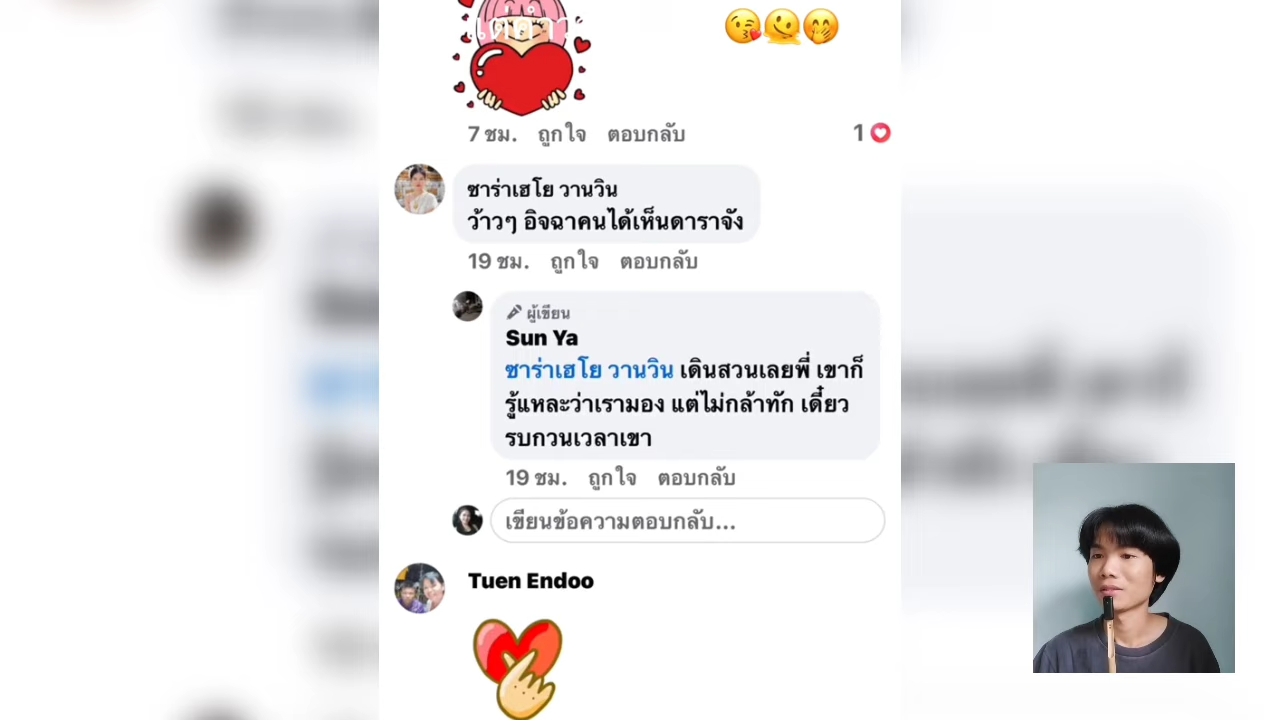 แต่คำว
7 ชม. ถูกใจ ตอบกลับ 1
ซาร่าเฮโย วานวิน
ว้าวๆ อิจฉาคนได้เห็นดาราจัง
19 ชม. ถูกใจ ตอบกลับ
ผู้เขียน
Sun Ya
ซาร่าเฮโย วานวิน เดินสวนเลยพี่ เขาก็
รู้แหละว่าเรามอง แต่ไม่กล้าทัก เดี๋ยว
รบกวนเวลาเขา
19 ชม. ถูกใจ ตอบกลับ
เขียนข้อความตอบกลับ...
Tuen Endoo